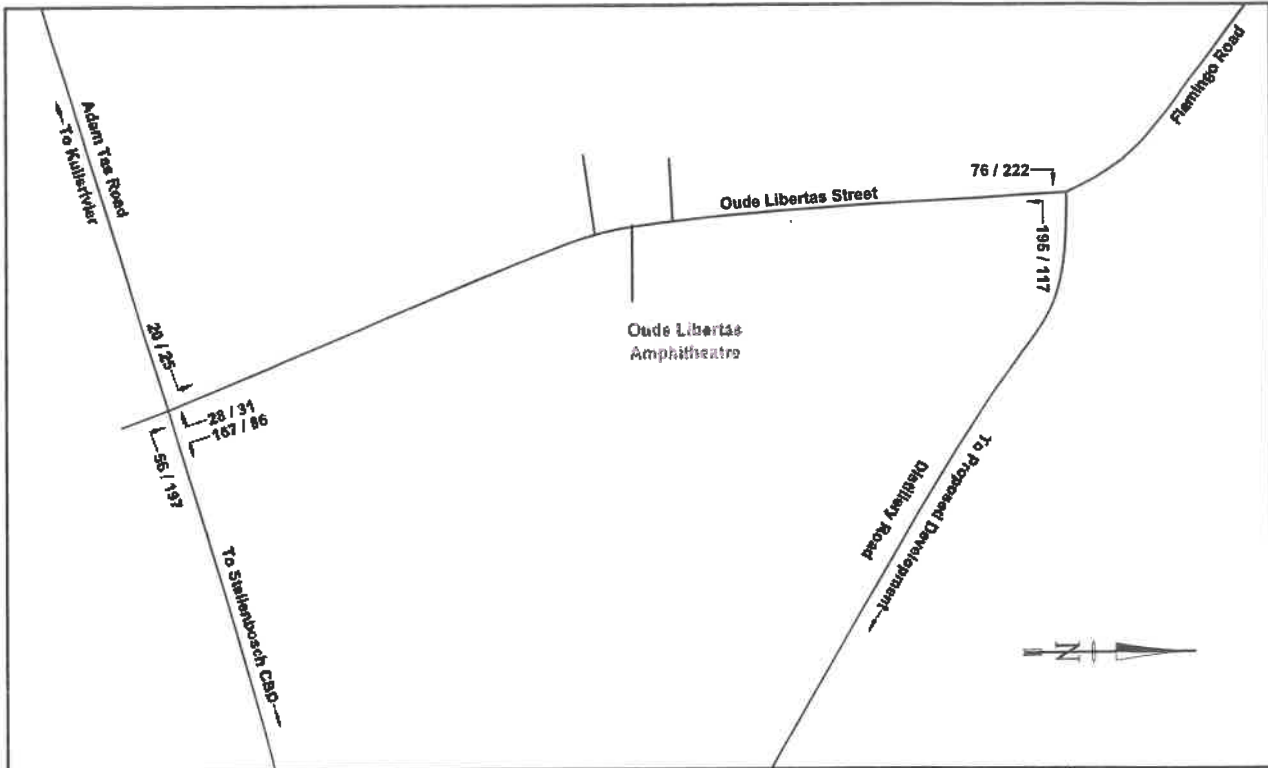 Flamingo Road
Adam Tas Road
To Kuilsrivier
76 / 222
Oude Libertas Street
195 / 117
Oude Libertas
Amphitheatre
20 / 25
28 / 31
167 / 86
56 / 197
To Proposed Development
Distillery Road
To Stellenbosch CBD
N